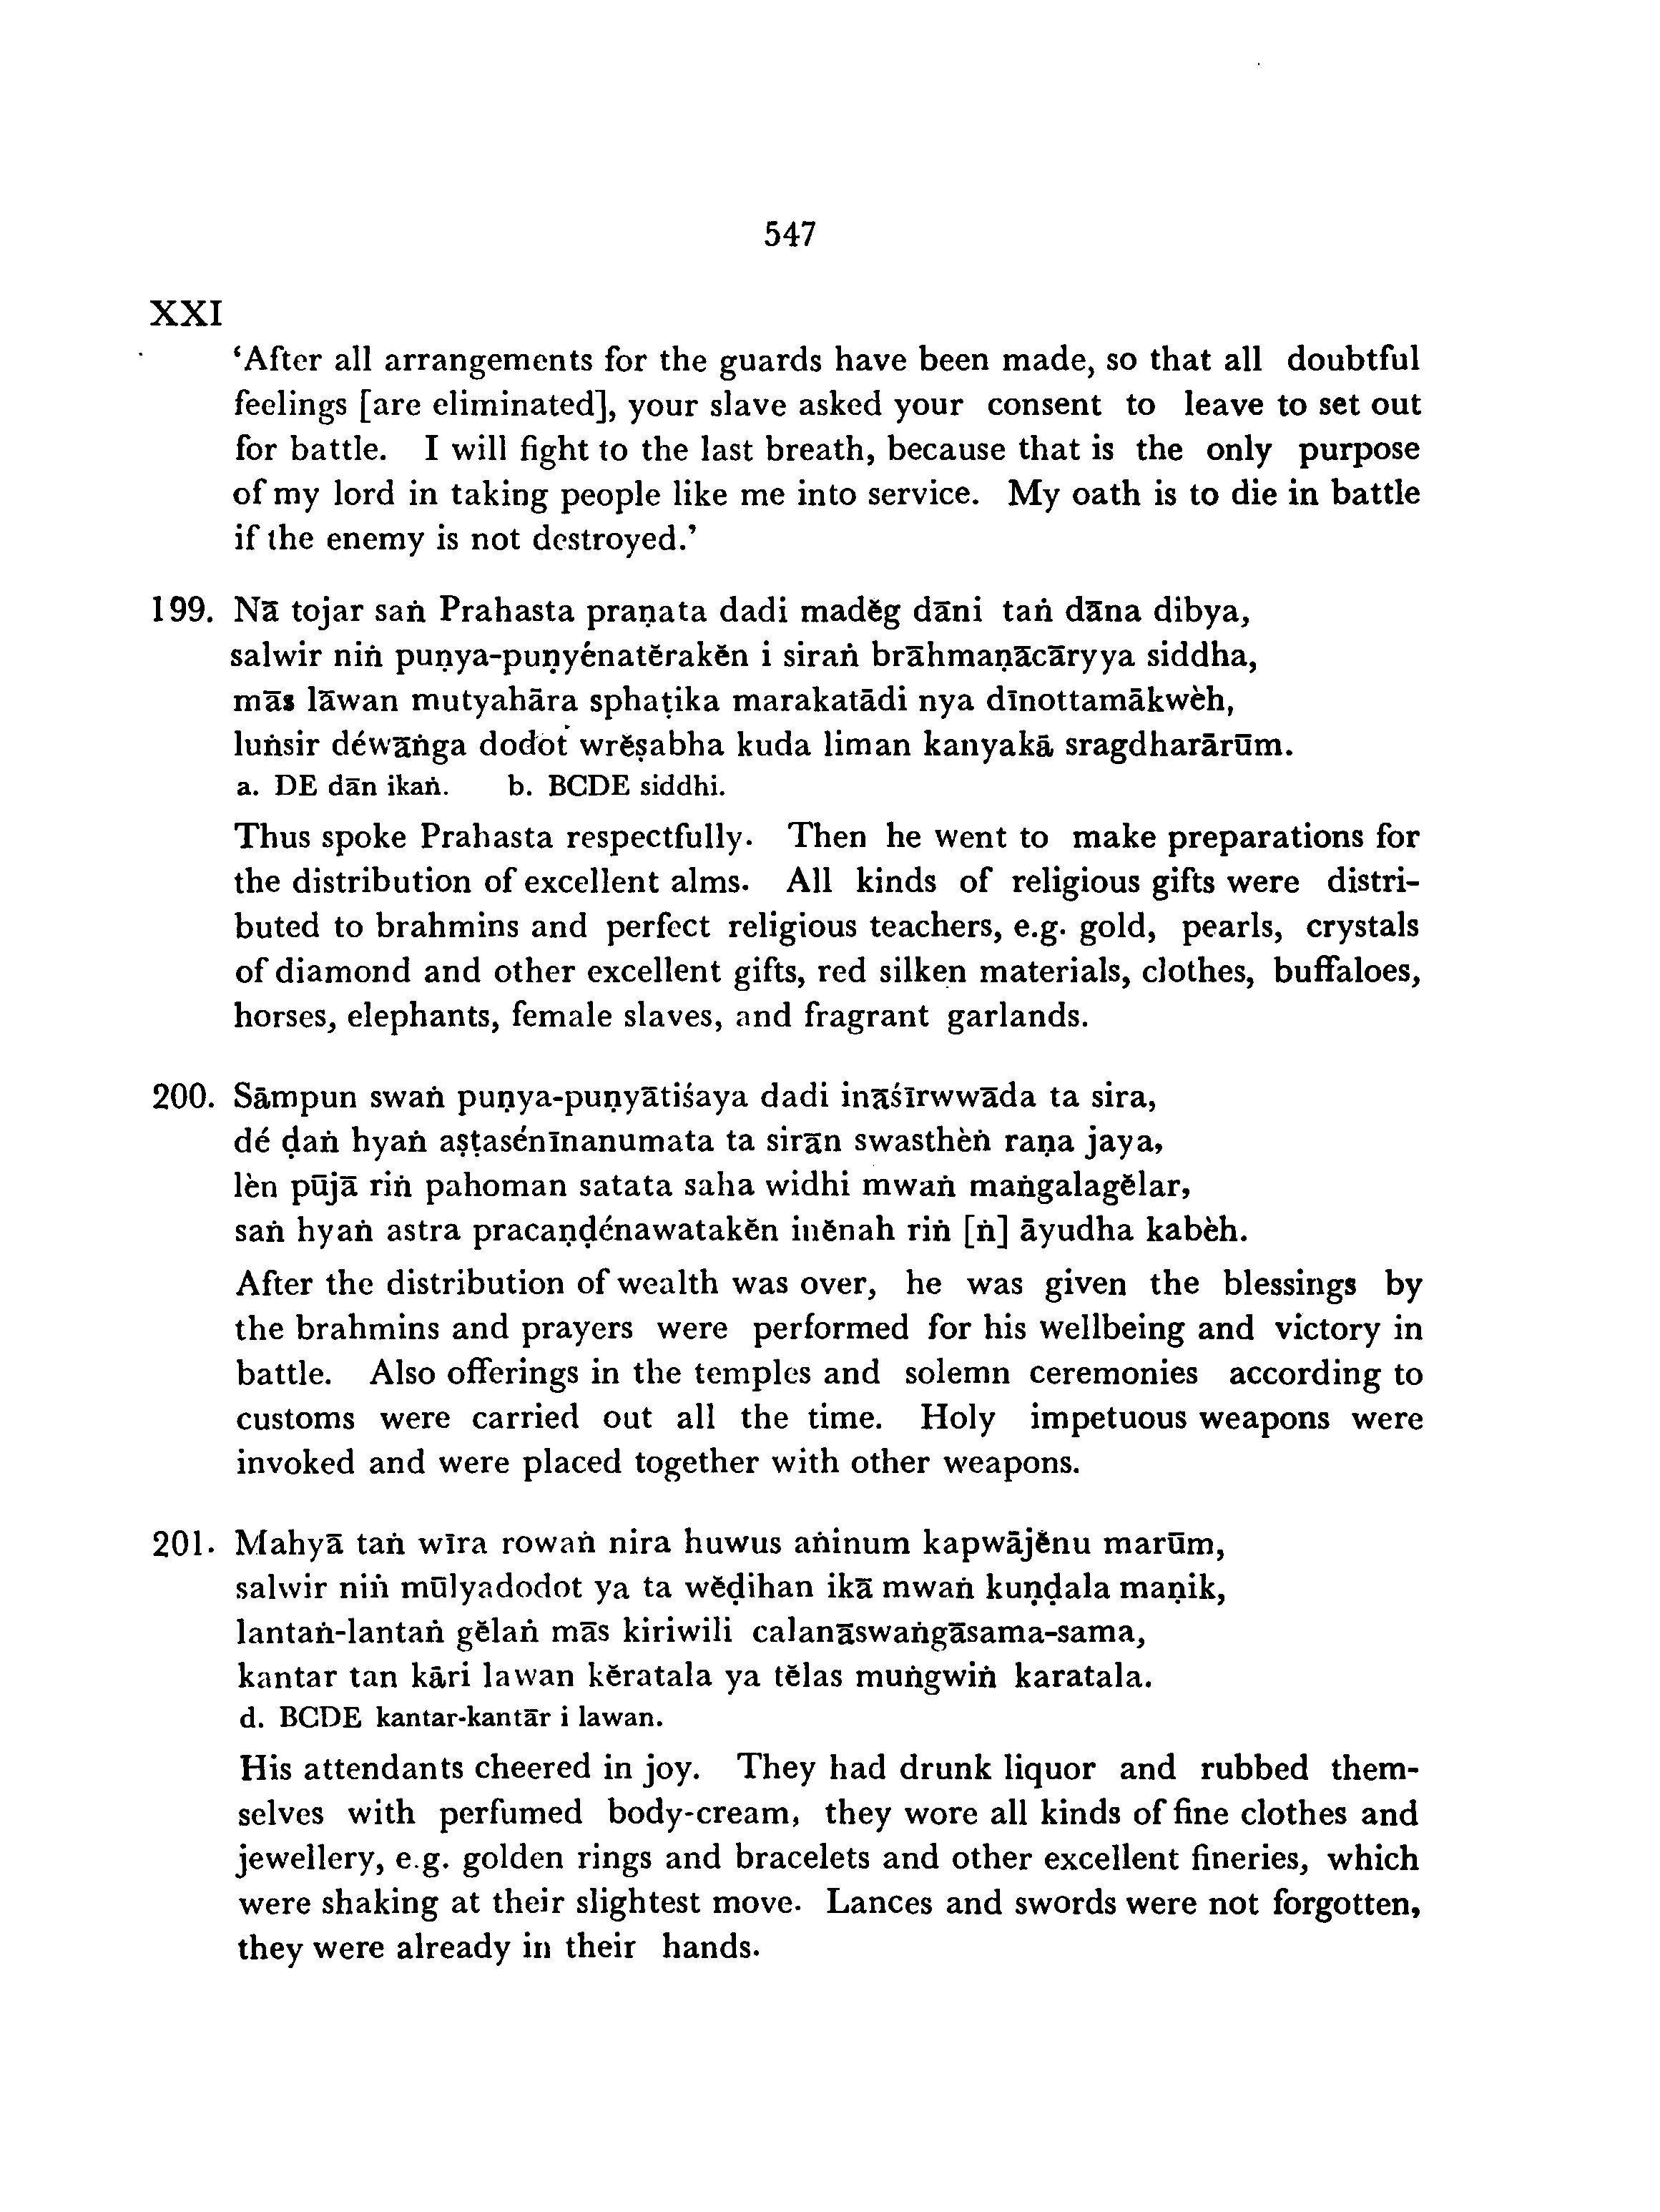 547
XXI
‘After all arrangements for the guards have been made, so that all doubtful
feelings [are eliminated], your slave asked your consent to leave to set out
for battle. I will fight to the last breath, because that is the only purpose
of my lord in taking people like me into service. My oath is to die in battle
if the enemy is not destroyed.’
199. Nā tojar saṅ Prahasta praṇata dadi madĕg dāni taṅ dāna dibya,
salwir niṅ puṇya-puṇyénatĕrakĕn i siraṅ brāhmaṇācāryya siddha,
mās lāwan mutyahāra sphaṭika marakatādi nya dīnottamākwèh,
luṅsir déwāṅga dodot wrĕṣabha kuda liman kanyakā sragdharārūm.
a. DE dān ikaṅ. b. BCDE siddhi.
Thus spoke Prahasta respectfully. Then he went to make preparations for
the distribution of excellent alms. All kinds of religious gifts were distri-
buted to brahmins and perfect religious teachers, e.g. gold, pearls, crystals
of diamond and other excellent gifts, red silken materials, clothes, buffaloes,
horses, elephants, female slaves, and fragrant garlands.
200. Sāmpun swaṅ puṇya-puṇyātiśaya dadi ināśīrwwāda ta sira,
dé ḍaṅ hyaṅ aṣṭasénīnanumata ta sirān swasthèṅ raṇa jaya,
lèn pūjā riṅ pahoman satata saha widhi mwaṅ maṅgalagĕlar,
saṅ hyaṅ astra pracaṇḍénawatakĕn inĕnah riṅ [ṅ] āyudha kabèh.
After the distribution of wealth was over, he was given the blessings by
the brahmins and prayers were performed for his wellbeing and victory in
battle. Also offerings in the temples and solemn ceremonies according to
customs were carried out all the time. Holy impetuous weapons were
invoked and were placed together with other weapons.
201. Mahyā taṅ wīra rowaṅ nira huwus aṅinum kapwājĕnu marūm,
salwir niṅ mūlyadodot ya ta wĕḍihan ikā mwaṅ kuṇḍala maṇik,
lantaṅ-lantaṅ gĕlaṅ mās kiriwili calanāswaṅgāsama-sama,
kantar tan kāri lawan kĕratala ya tĕlas muṅgwiṅ karatala.
d. BCDE kantar-kantār i lawan.
His attendants cheered in joy. They had drunk liquor and rubbed them-
selves with perfumed body-cream, they wore all kinds of fine clothes and
jewellery, e.g. golden rings and bracelets and other excellent fineries, which
were shaking at their slightest move. Lances and swords were not forgotten,
they were already in their hands.